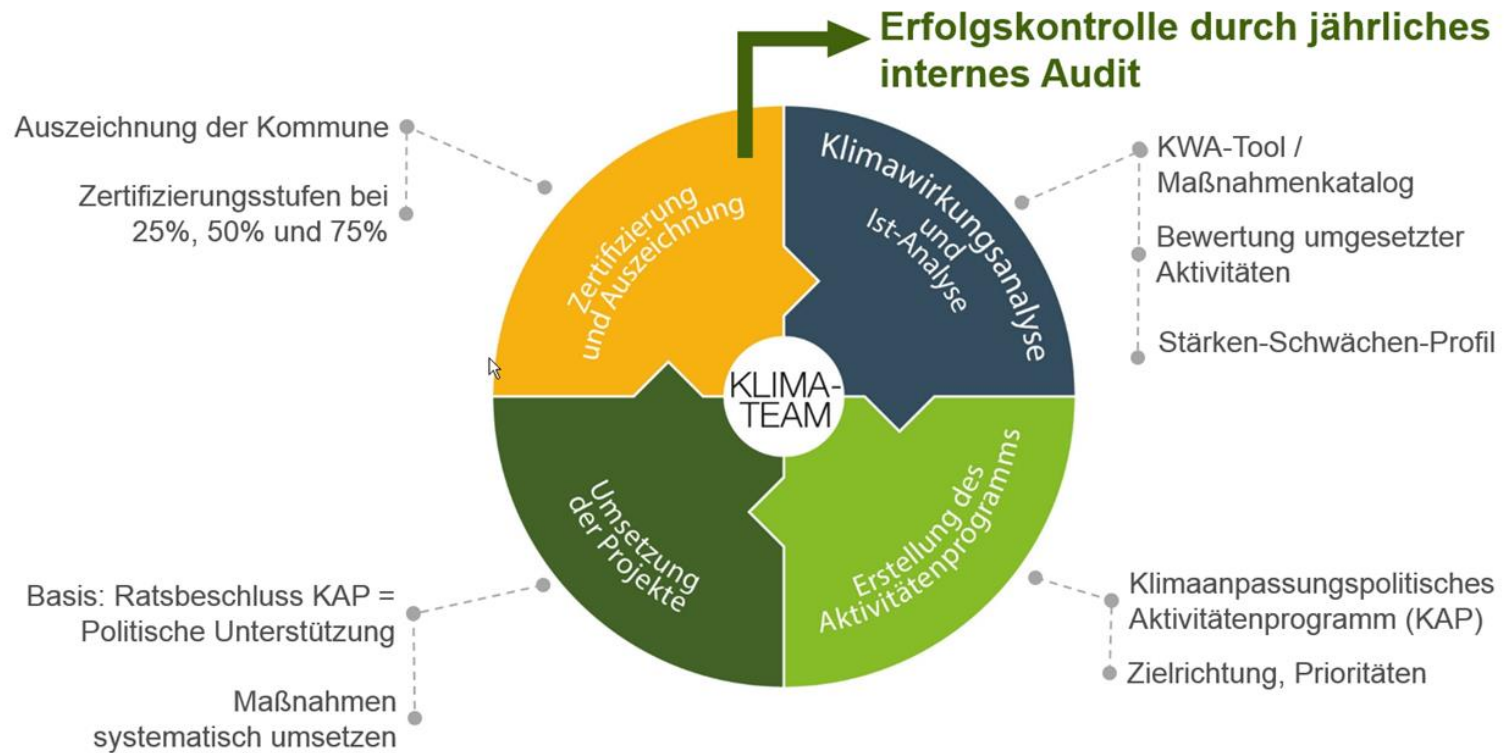 Erfolgskontrolle durch jährliches
internes Audit
Auszeichnung der Kommune
Zertifizierungsstufen bei
25%, 50% und 75%
Zertifizierung
und Auszeichnung
Klimawirkungsanalyse
und
Ist-Analyse
KWA-Tool /
Maßnahmenkatalog
Bewertung umgesetzter
Aktivitäten
Stärken-Schwächen-Profil
KLIMA-
TEAM
Umsetzung
der Projekte
Erstellung des
Aktivitätenprogramms
Basis: Ratsbeschluss KAP =
Politische Unterstützung
Maßnahmen
systematisch umsetzen
Klimaanpassungspolitisches
Aktivitätenprogramm (KAP)
Zielrichtung, Prioritäten